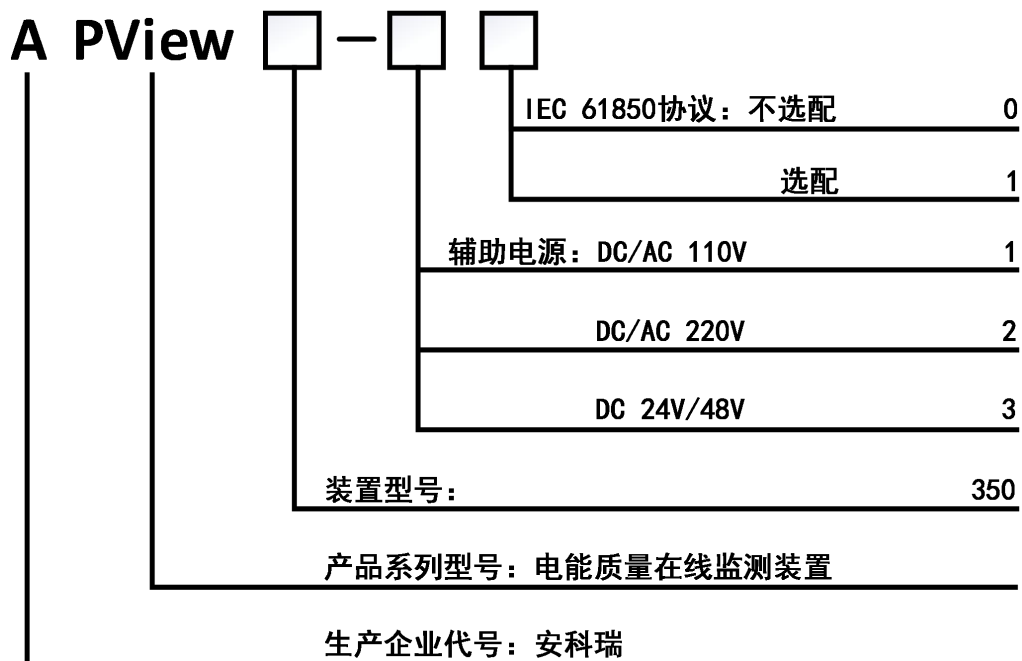 A PView □-□ □
IEC 61850协议：不选配 0
选配 1
辅助电源：DC/AC 110V 1
DC/AC 220V 2
DC 24V/48V 3
装置型号： 350
产品系列型号：电能质量在线监测装置
生产企业代号：安科瑞